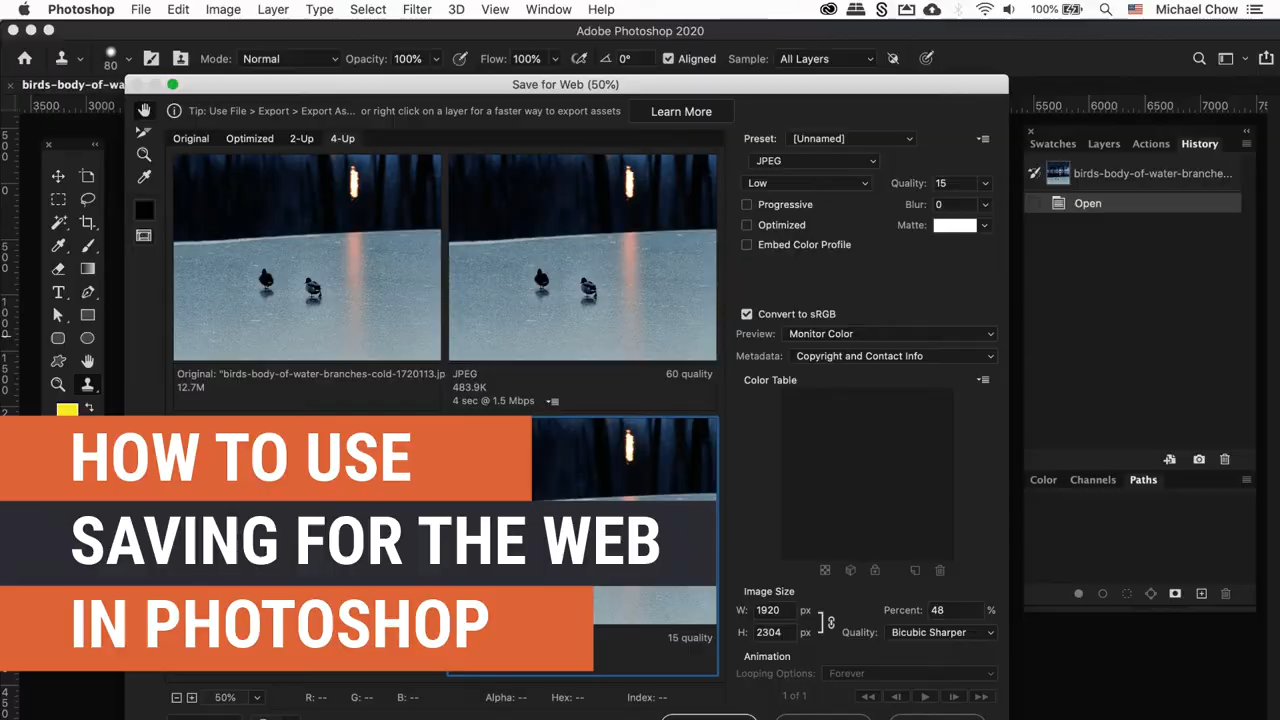 Photoshop File Edit Image Layer Type Select Filter 3D View Window Help 100% Michael Chow
Adobe Photoshop 2020
80 Mode: Normal Opacity: 100% Flow: 100% 0° Aligned Sample: All Layers
birds-body-of-wa
Save for Web (50%)
3500 3000 5500 6000 6500 7000
Tip: Use File > Export > Export As... or right click on a layer for a faster way to export assets Learn More
Original Optimized 2-Up 4-Up
Preset: [Unnamed]
JPEG
Low Quality: 15
Progressive Blur: 0
Optimized Matte:
Embed Color Profile
Convert to sRGB
Preview: Monitor Color
Metadata: Copyright and Contact Info
Color Table
Swatches Layers Actions History
birds-body-of-water-branche...
Open
Original: "birds-body-of-water-branches-cold-1720113.jp
12.7M
JPEG 60 quality
483.9K
4 sec @ 1.5 Mbps
HOW TO USE
SAVING FOR THE WEB
IN PHOTOSHOP
15 quality
Color Channels Paths
Image Size
W: 1920 px Percent: 48 %
H: 2304 px Quality: Bicubic Sharper
Animation
Looping Options: Forever
1 of 1
50% R: -- G: -- B: -- Alpha: -- Hex: -- Index: --